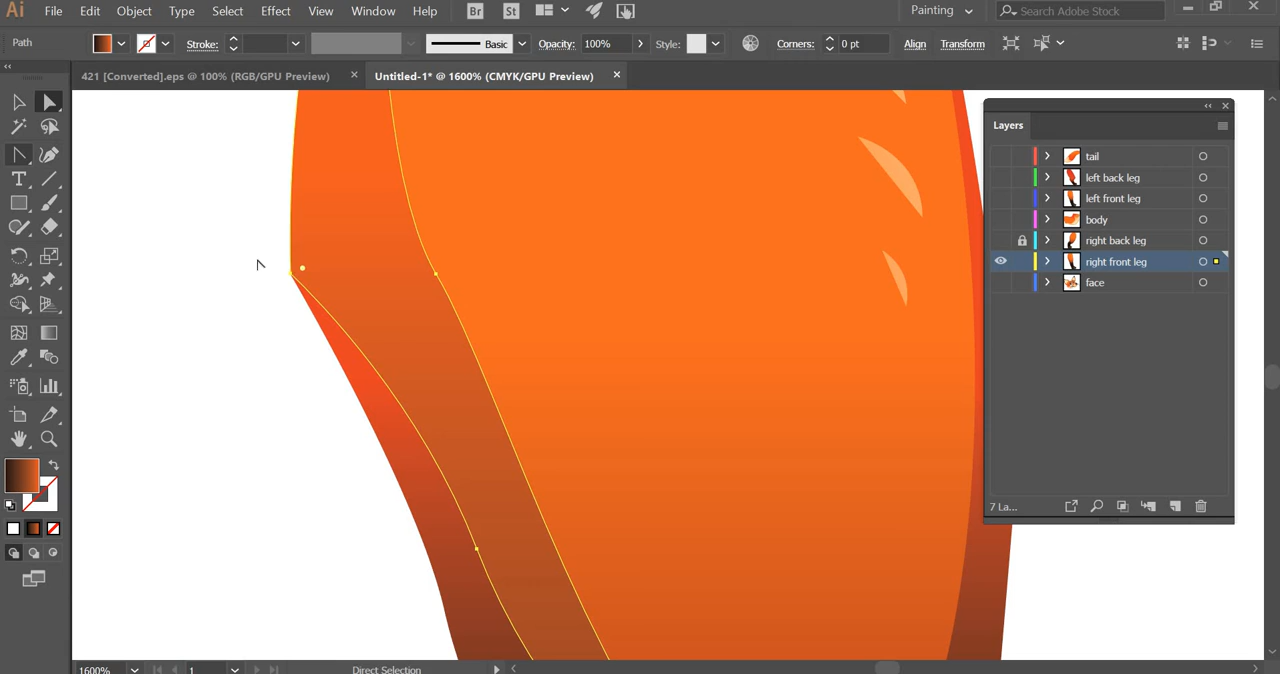 Ai File Edit Object Type Select Effect View Window Help Br St Painting Search Adobe Stock
Path Stroke: Basic Opacity: 100% Style: Corners: 0 pt Align Transform
421 [Converted].eps @ 100% (RGB/GPU Preview) × Untitled-1* @ 1600% (CMYK/GPU Preview) ×
Layers
tail
left back leg
left front leg
body
right back leg
right front leg
face
7 La...
1600% 1 Direct Selection